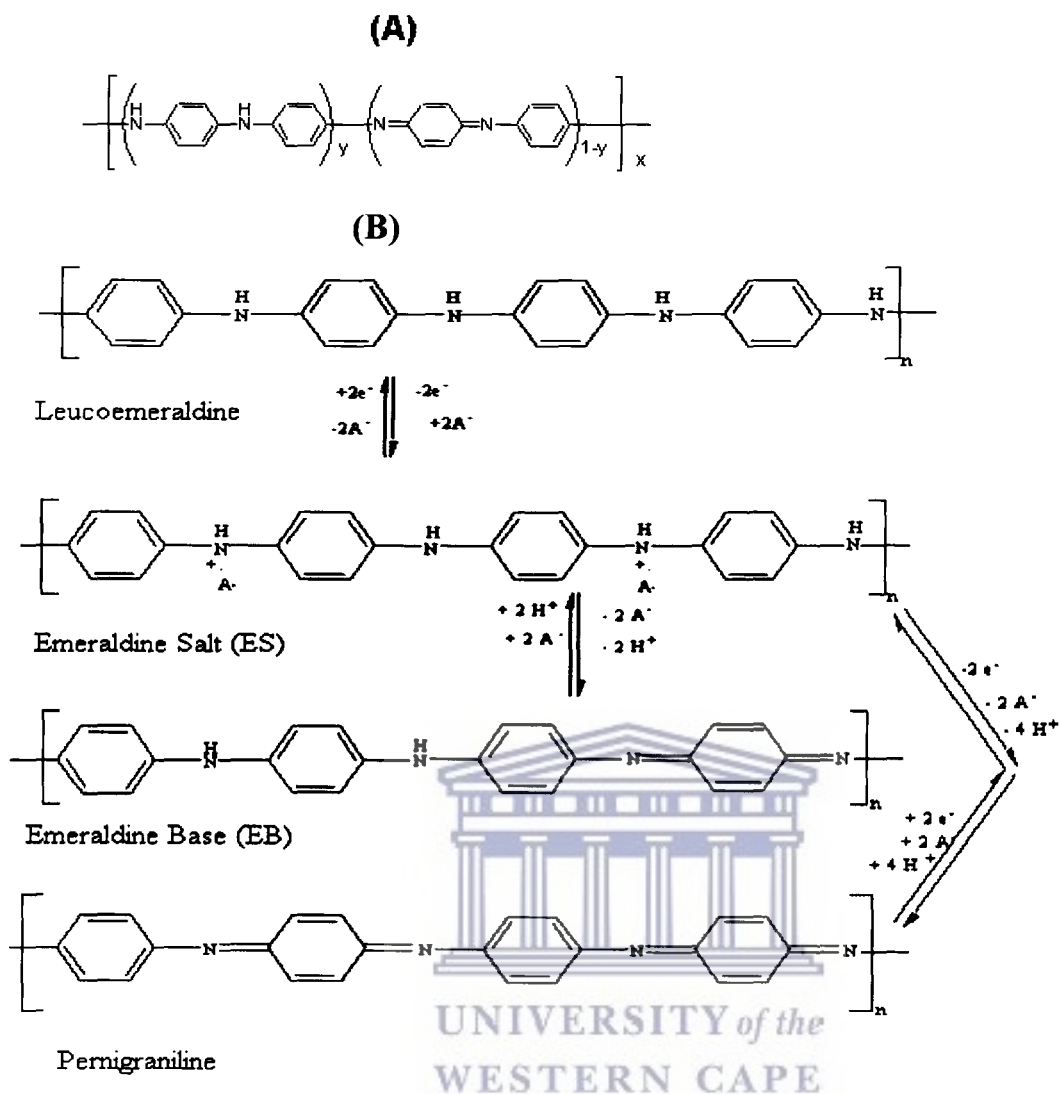 (A)
H H
N N N N
y 1-y x
(B)
H H H H
N N N N
n
+2e⁻ -2e⁻
Leucoemeraldine
-2A⁻ +2A⁻
H H H H
N N N N
+. +.
A- A-
n
+ 2 H⁺ - 2 A⁻
Emeraldine Salt (ES)
+ 2 A⁻ - 2 H⁺
-2 e⁻
- 2 A⁻
- 4 H⁺
H H
N N N N
n
Emeraldine Base (EB)
+ 2 e⁻
+ 2 A
+ 4 H⁺
N N N N
n
UNIVERSITY of the
Pernigraniline
WESTERN CAPE